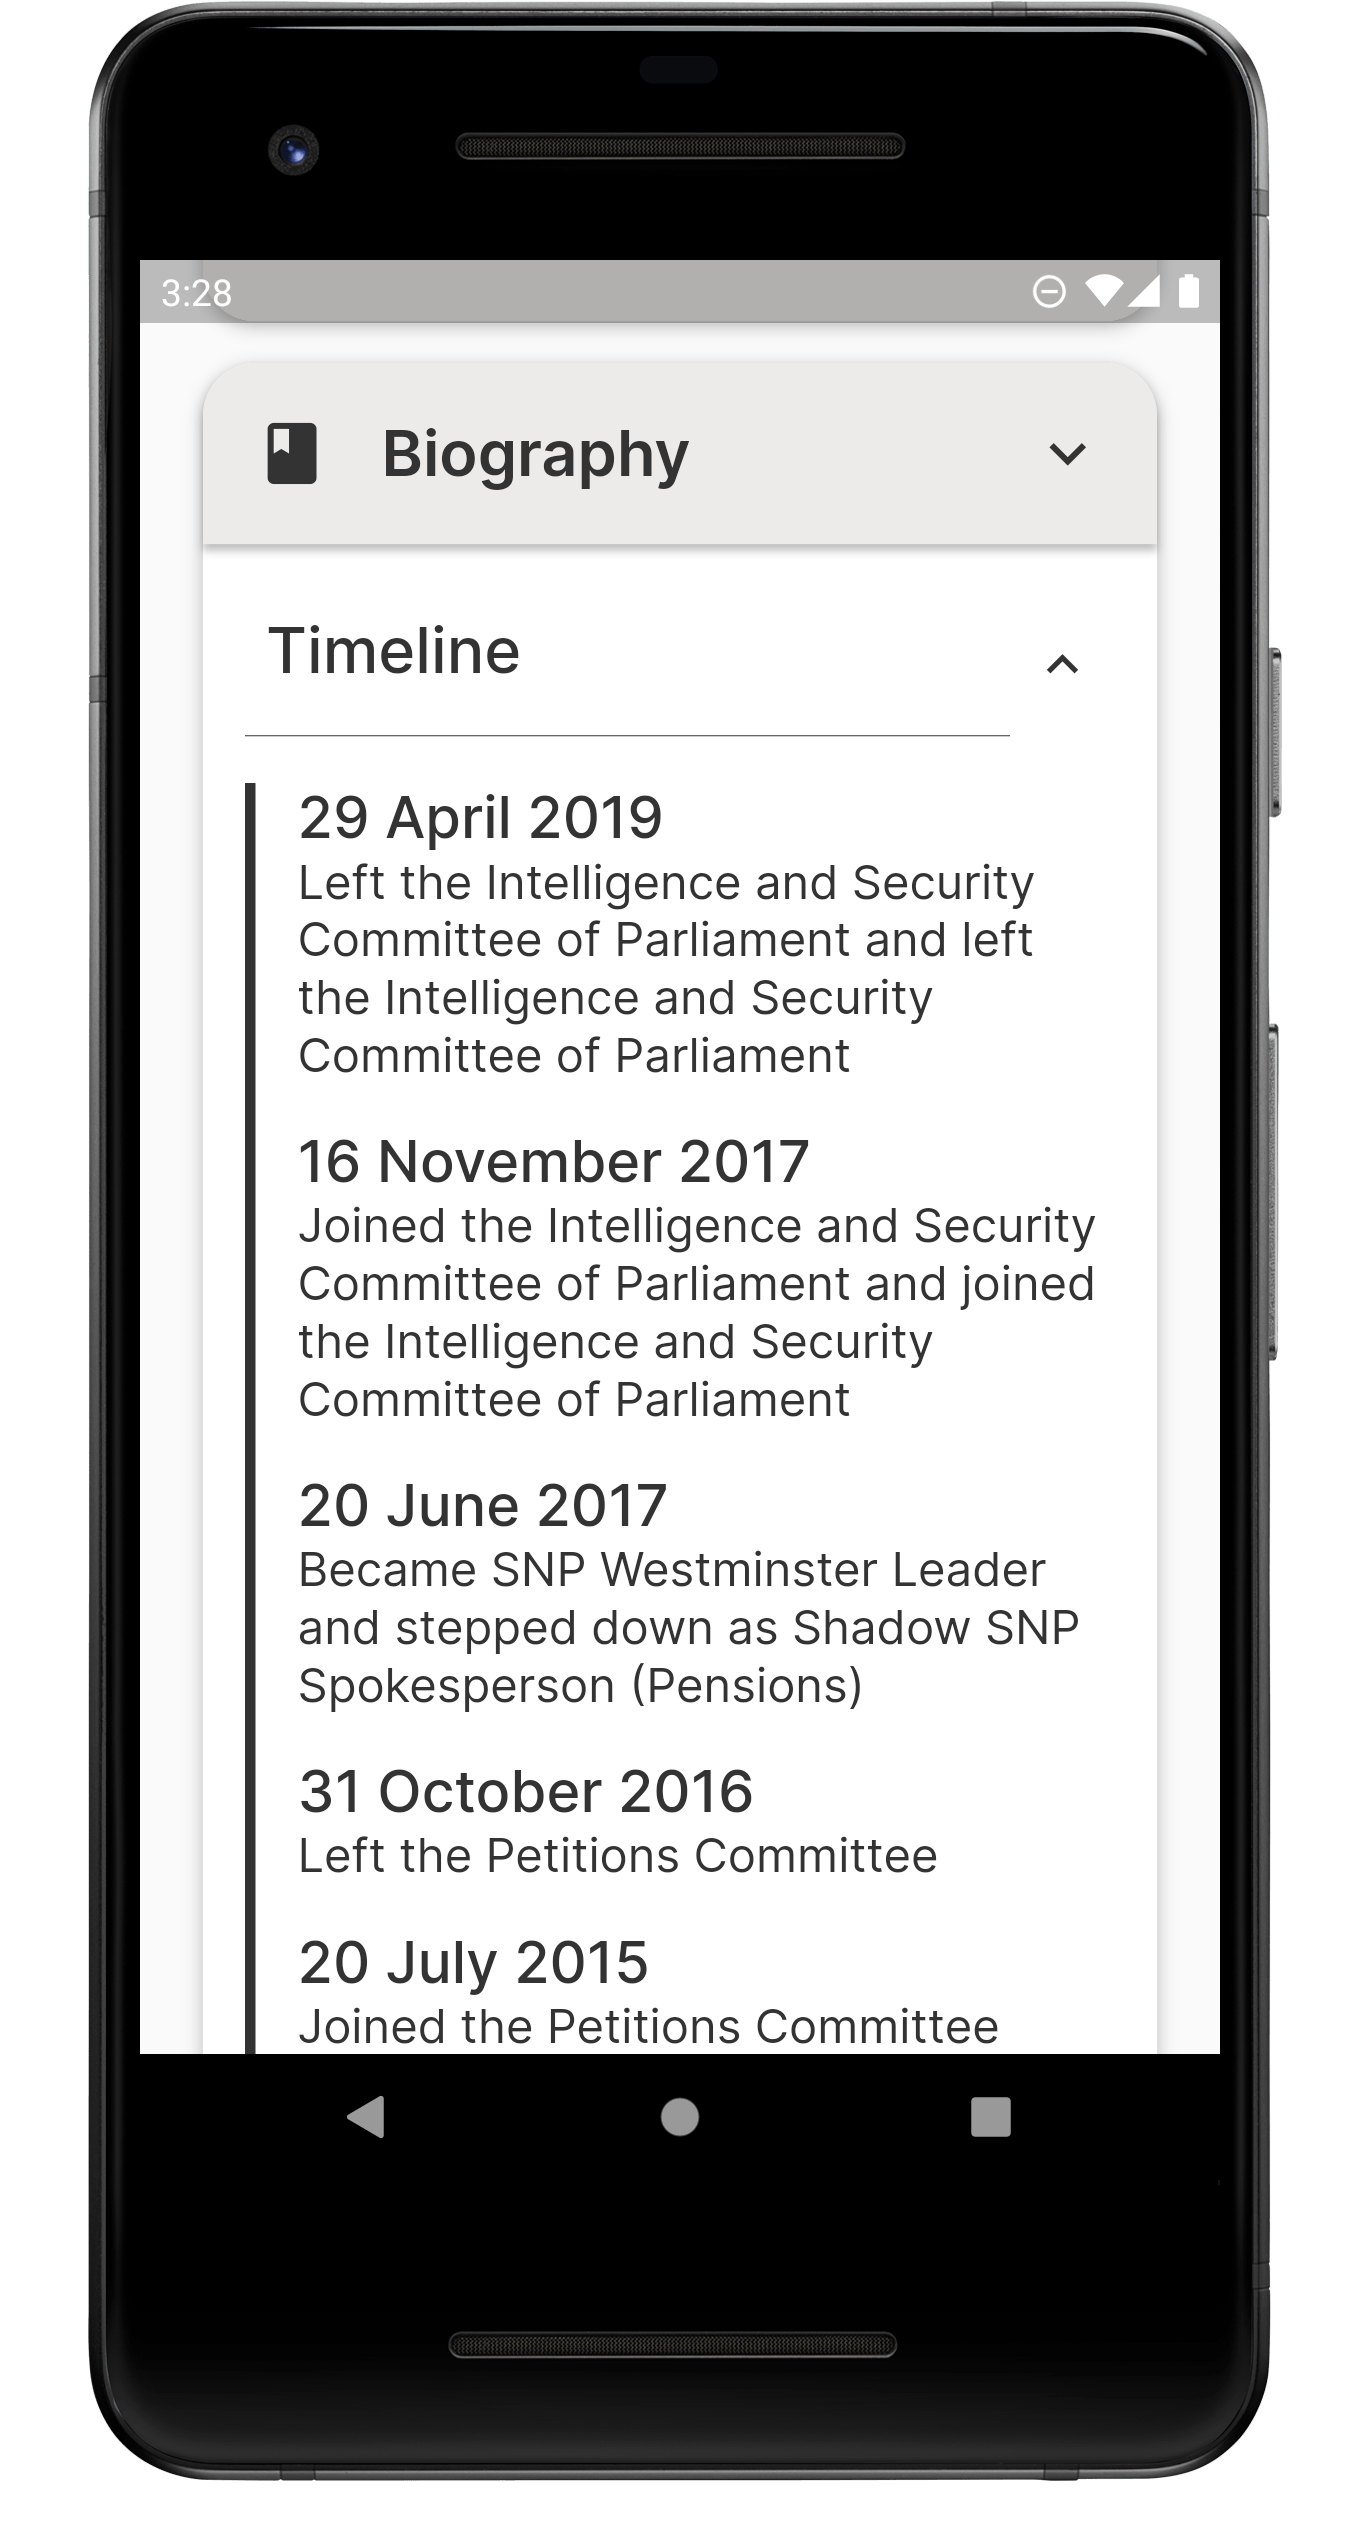 3:28
Biography
Timeline
29 April 2019
Left the Intelligence and Security
Committee of Parliament and left
the Intelligence and Security
Committee of Parliament
16 November 2017
Joined the Intelligence and Security
Committee of Parliament and joined
the Intelligence and Security
Committee of Parliament
20 June 2017
Became SNP Westminster Leader
and stepped down as Shadow SNP
Spokesperson (Pensions)
31 October 2016
Left the Petitions Committee
20 July 2015
Joined the Petitions Committee